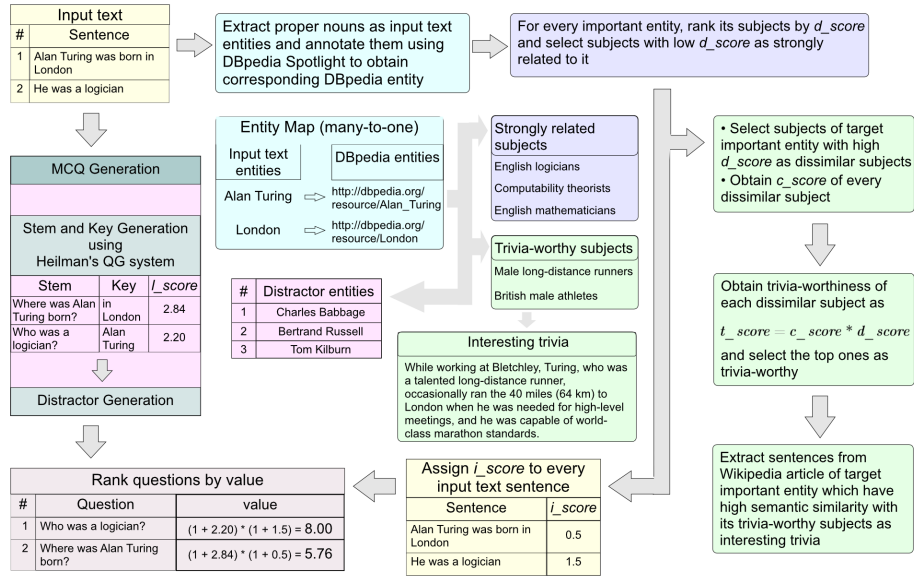 Input text
# Sentence
1 Alan Turing was born in
London
2 He was a logician
Extract proper nouns as input text
entities and annotate them using
DBpedia Spotlight to obtain
corresponding DBpedia entity
For every important entity, rank its subjects by d_score
and select subjects with low d_score as strongly
related to it
MCQ Generation
Stem and Key Generation
using
Heilman's QG system
Stem Key l_score
Where was Alan
Turing born?
in
London
2.84
Who was a
logician?
Alan
Turing
2.20
Distractor Generation
Entity Map (many-to-one)
Input text
entities
DBpedia entities
Alan Turing
http://dbpedia.org/
resource/Alan_Turing
London
http://dbpedia.org/
resource/London
# Distractor entities
1 Charles Babbage
2 Bertrand Russell
3 Tom Kilburn
Strongly related
subjects
English logicians
Computability theorists
English mathematicians
Trivia-worthy subjects
Male long-distance runners
British male athletes
Interesting trivia
While working at Bletchley, Turing, who was
a talented long-distance runner,
occasionally ran the 40 miles (64 km) to
London when he was needed for high-level
meetings, and he was capable of world-
class marathon standards.
• Select subjects of target
important entity with high
d_score as dissimilar subjects
• Obtain c_score of every
dissimilar subject
Obtain trivia-worthiness
of each dissimilar subject as
t_score = c_score * d_score
and select the top ones as
trivia-worthy
Extract sentences from
Wikipedia article of target
important entity which have
high semantic similarity with
its trivia-worthy subjects as
interesting trivia
Assign i_score to every
input text sentence
Sentence i_score
Alan Turing was born in
London
0.5
He was a logician 1.5
Rank questions by value
# Question value
1 Who was a logician? (1 + 2.20) * (1 + 1.5) = 8.00
2 Where was Alan Turing
born?
(1 + 2.84) * (1 + 0.5) = 5.76